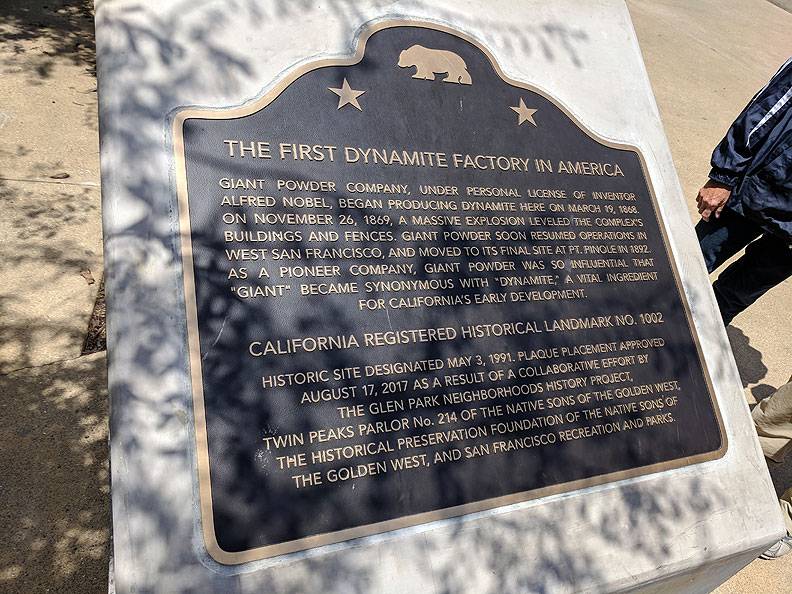 THE FIRST DYNAMITE FACTORY IN AMERICA
GIANT POWDER COMPANY, UNDER PERSONAL LICENSE OF INVENTOR
ALFRED NOBEL, BEGAN PRODUCING DYNAMITE HERE ON MARCH 19, 1868.
ON NOVEMBER 26, 1869, A MASSIVE EXPLOSION LEVELED THE COMPLEX'S
BUILDINGS AND FENCES. GIANT POWDER SOON RESUMED OPERATIONS IN
WEST SAN FRANCISCO, AND MOVED TO ITS FINAL SITE AT PT. PINOLE IN 1892.
AS A PIONEER COMPANY, GIANT POWDER WAS SO INFLUENTIAL THAT
"GIANT" BECAME SYNONYMOUS WITH "DYNAMITE," A VITAL INGREDIENT
FOR CALIFORNIA'S EARLY DEVELOPMENT.
CALIFORNIA REGISTERED HISTORICAL LANDMARK NO. 1002
HISTORIC SITE DESIGNATED MAY 3, 1991. PLAQUE PLACEMENT APPROVED
AUGUST 17, 2017 AS A RESULT OF A COLLABORATIVE EFFORT BY
THE GLEN PARK NEIGHBORHOODS HISTORY PROJECT,
TWIN PEAKS PARLOR No. 214 OF THE NATIVE SONS OF THE GOLDEN WEST,
THE HISTORICAL PRESERVATION FOUNDATION OF THE NATIVE SONS OF
THE GOLDEN WEST, AND SAN FRANCISCO RECREATION AND PARKS.